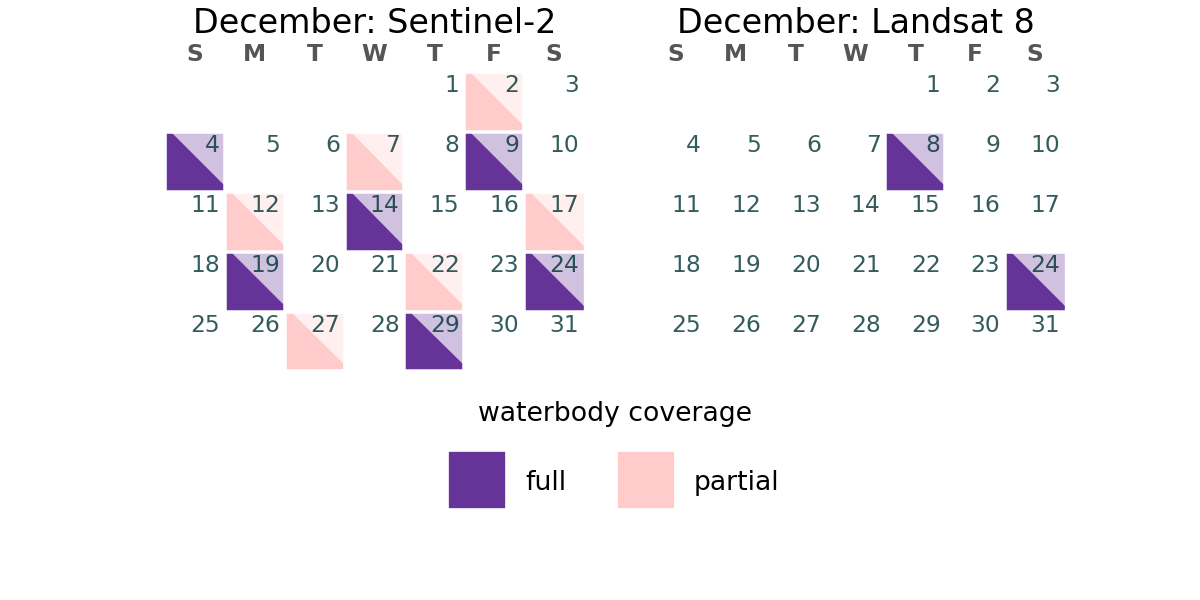 December: Sentinel-2
S M T W T F S
1 2 3
4 5 6 7 8 9 10
11 12 13 14 15 16 17
18 19 20 21 22 23 24
25 26 27 28 29 30 31
December: Landsat 8
S M T W T F S
1 2 3
4 5 6 7 8 9 10
11 12 13 14 15 16 17
18 19 20 21 22 23 24
25 26 27 28 29 30 31
waterbody coverage
full partial